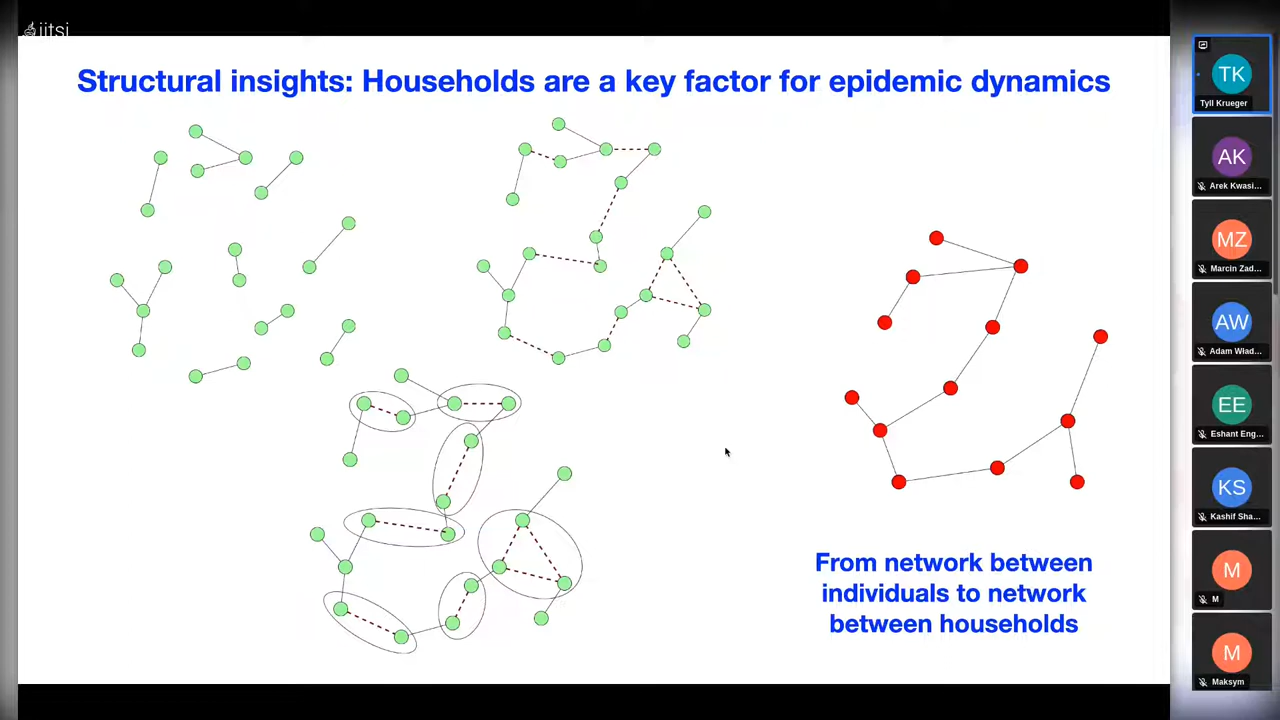 jitsi
Structural insights: Households are a key factor for epidemic dynamics
From network between
individuals to network
between households
TK
Tyll Krueger
AK
Arek Kwasi...
MZ
Marcin Zad...
AW
Adam Wład...
EE
Eshant Eng...
KS
Kashif Sha...
M
M
M
Maksym